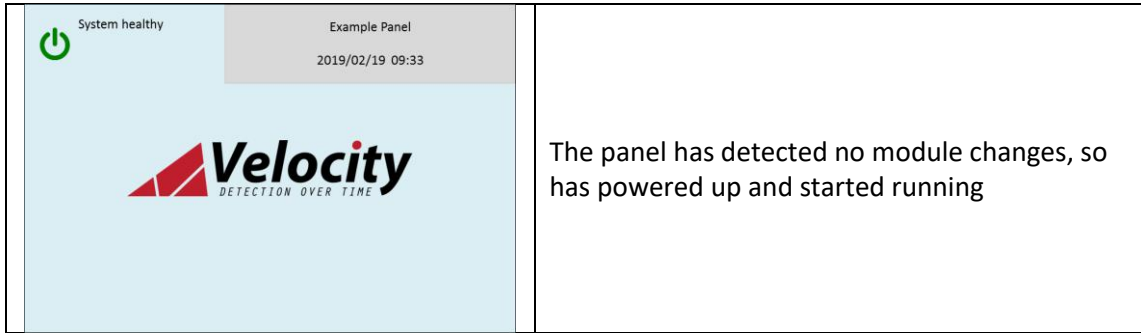 System healthy
Example Panel
2019/02/19 09:33
Velocity
DETECTION OVER TIME
The panel has detected no module changes, so
has powered up and started running